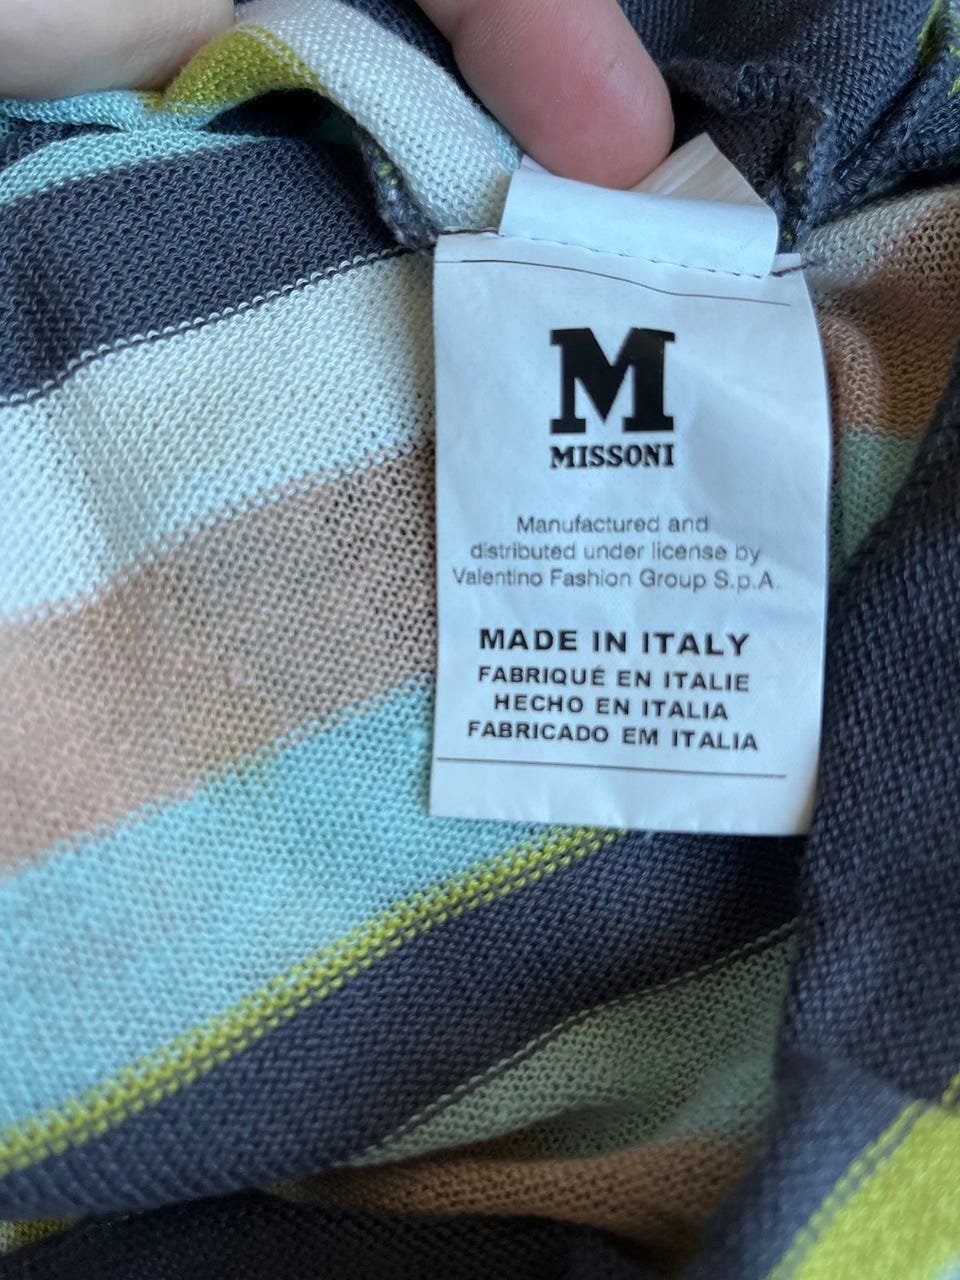 M
MISSONI
Manufactured and
distributed under license by
Valentino Fashion Group S.p.A.
MADE IN ITALY
FABRIQUÉ EN ITALIE
HECHO EN ITALIA
FABRICADO EM ITALIA